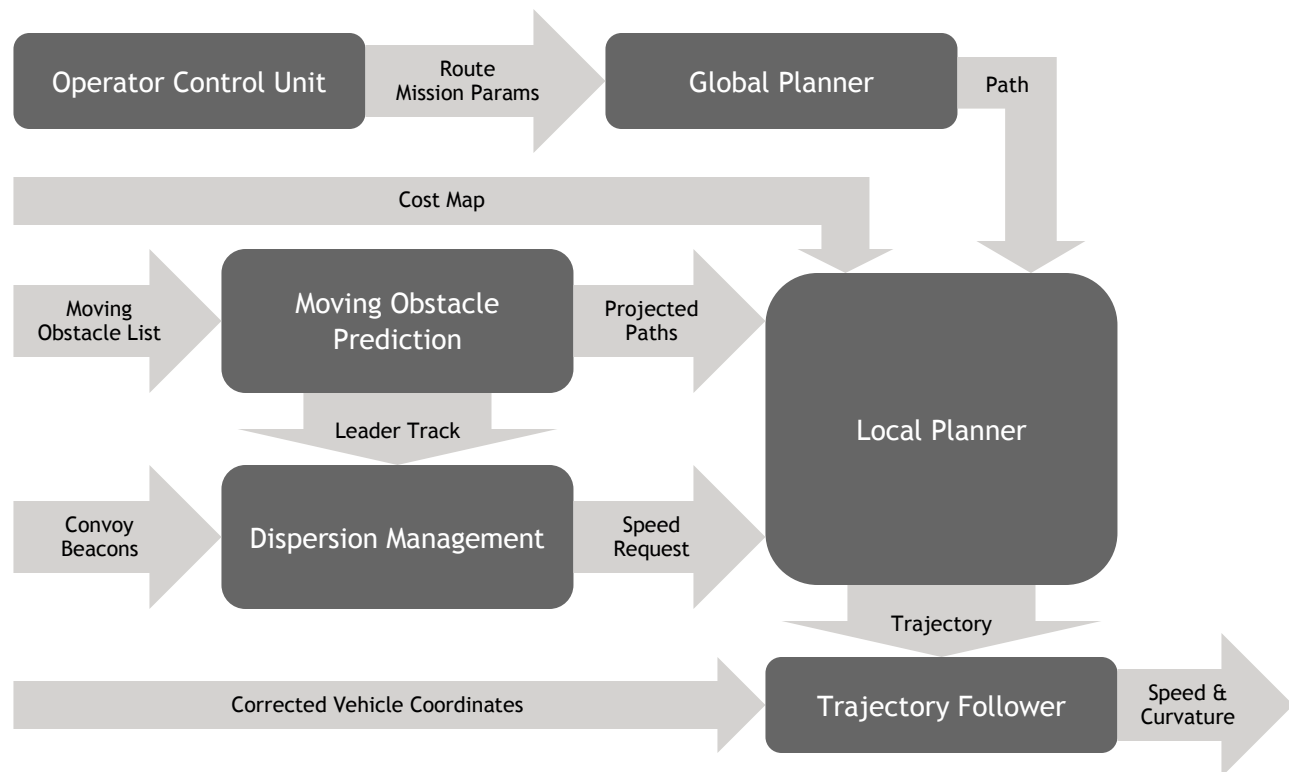 Operator Control Unit
Route
Mission Params
Global Planner
Path
Cost Map
Moving
Obstacle List
Moving Obstacle
Prediction
Projected
Paths
Leader Track
Local Planner
Convoy
Beacons
Dispersion Management
Speed
Request
Trajectory
Corrected Vehicle Coordinates
Trajectory Follower
Speed &
Curvature